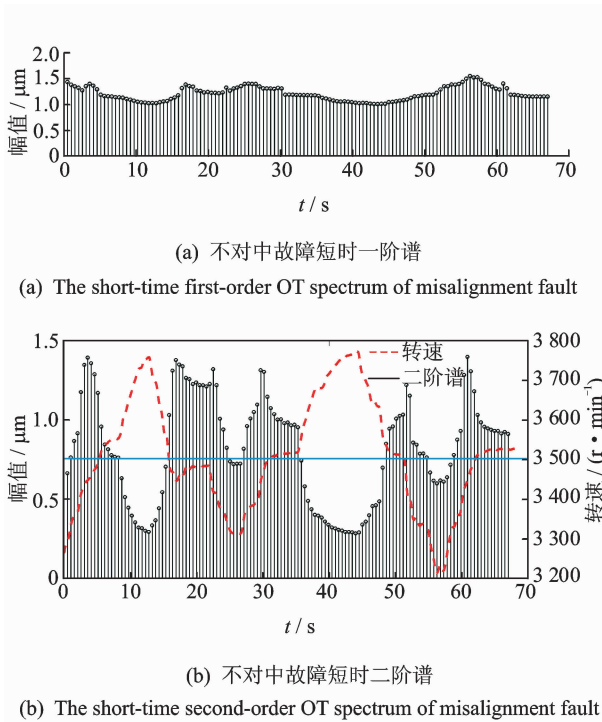 2.0
1.5
1.0
0.5
0
幅值 / μm
0 10 20 30 40 50 60 70
t / s
(a) 不对中故障短时一阶谱
(a) The short-time first-order OT spectrum of misalignment fault
1.5
1.0
0.5
0
幅值 / μm
转速
二阶谱
3 800
3 700
3 600
3 500
3 400
3 300
3 200
转速 / (r • min⁻¹)
0 10 20 30 40 50 60 70
t / s
(b) 不对中故障短时二阶谱
(b) The short-time second-order OT spectrum of misalignment fault